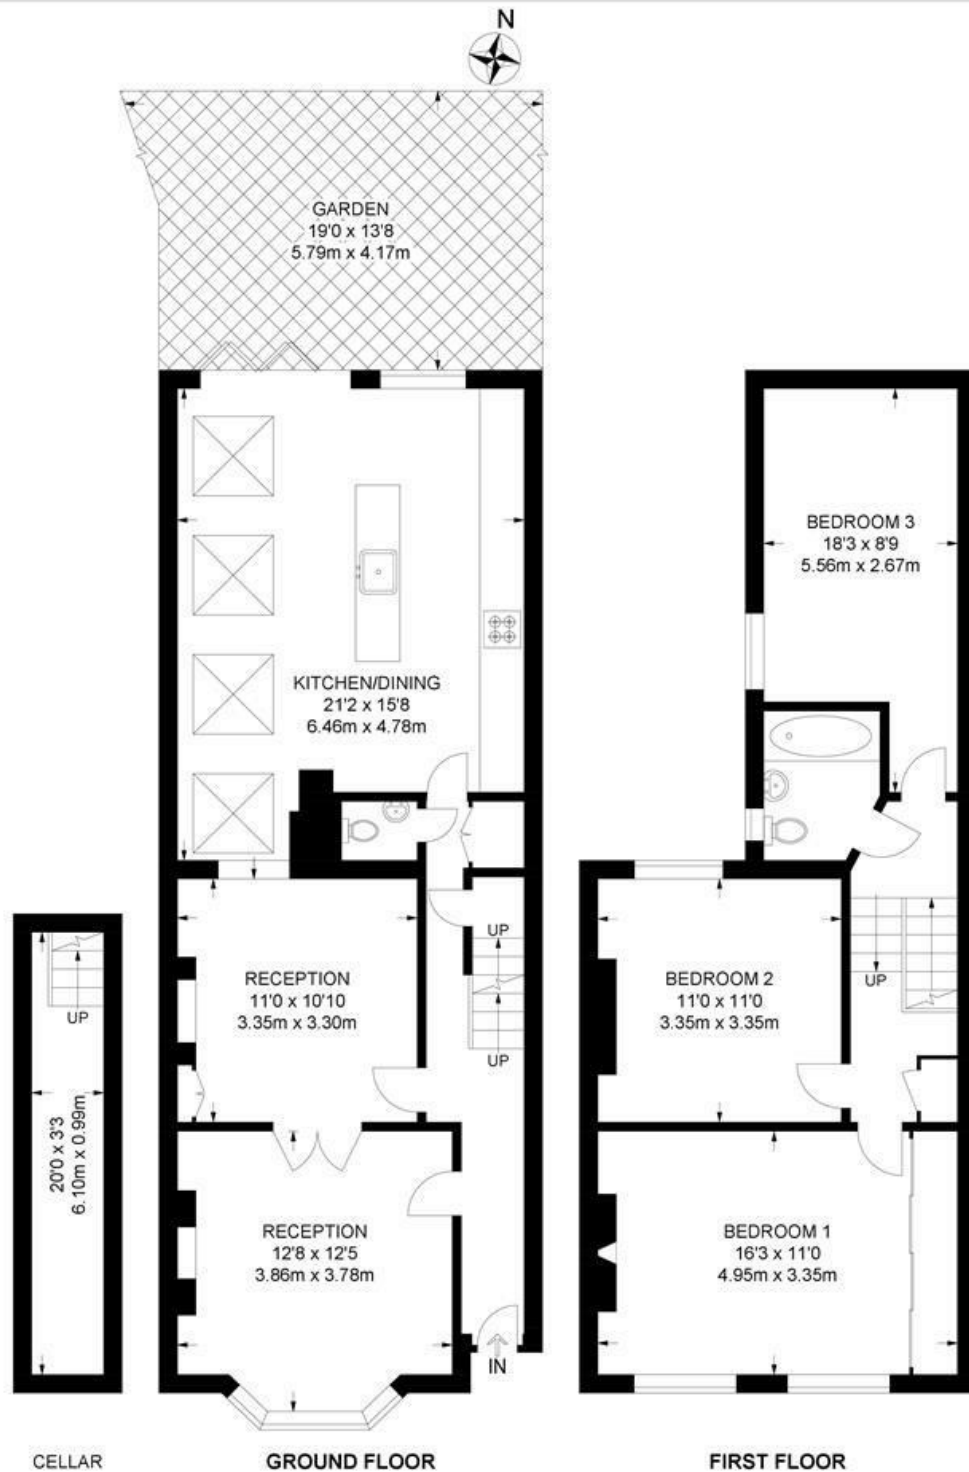 N
GARDEN
19'0 x 13'8
5.79m x 4.17m
KITCHEN/DINING
21'2 x 15'8
6.46m x 4.78m
UP
RECEPTION
11'0 x 10'10
3.35m x 3.30m
UP
RECEPTION
12'8 x 12'5
3.86m x 3.78m
IN
BEDROOM 3
18'3 x 8'9
5.56m x 2.67m
UP
BEDROOM 2
11'0 x 11'0
3.35m x 3.35m
BEDROOM 1
16'3 x 11'0
4.95m x 3.35m
UP
20'0 x 3'3
6.10m x 0.99m
CELLAR
GROUND FLOOR
FIRST FLOOR